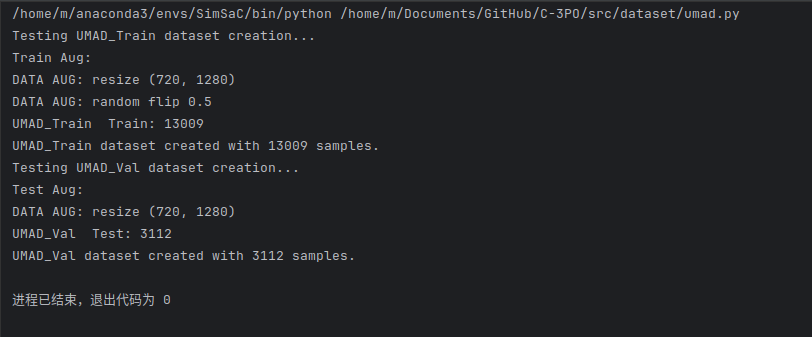 /home/m/anaconda3/envs/SimSaC/bin/python /home/m/Documents/GitHub/C-3PO/src/dataset/umad.py
Testing UMAD_Train dataset creation...
Train Aug:
DATA AUG: resize (720, 1280)
DATA AUG: random flip 0.5
UMAD_Train  Train: 13009
UMAD_Train dataset created with 13009 samples.
Testing UMAD_Val dataset creation...
Test Aug:
DATA AUG: resize (720, 1280)
UMAD_Val  Test: 3112
UMAD_Val dataset created with 3112 samples.
进程已结束，退出代码为 0